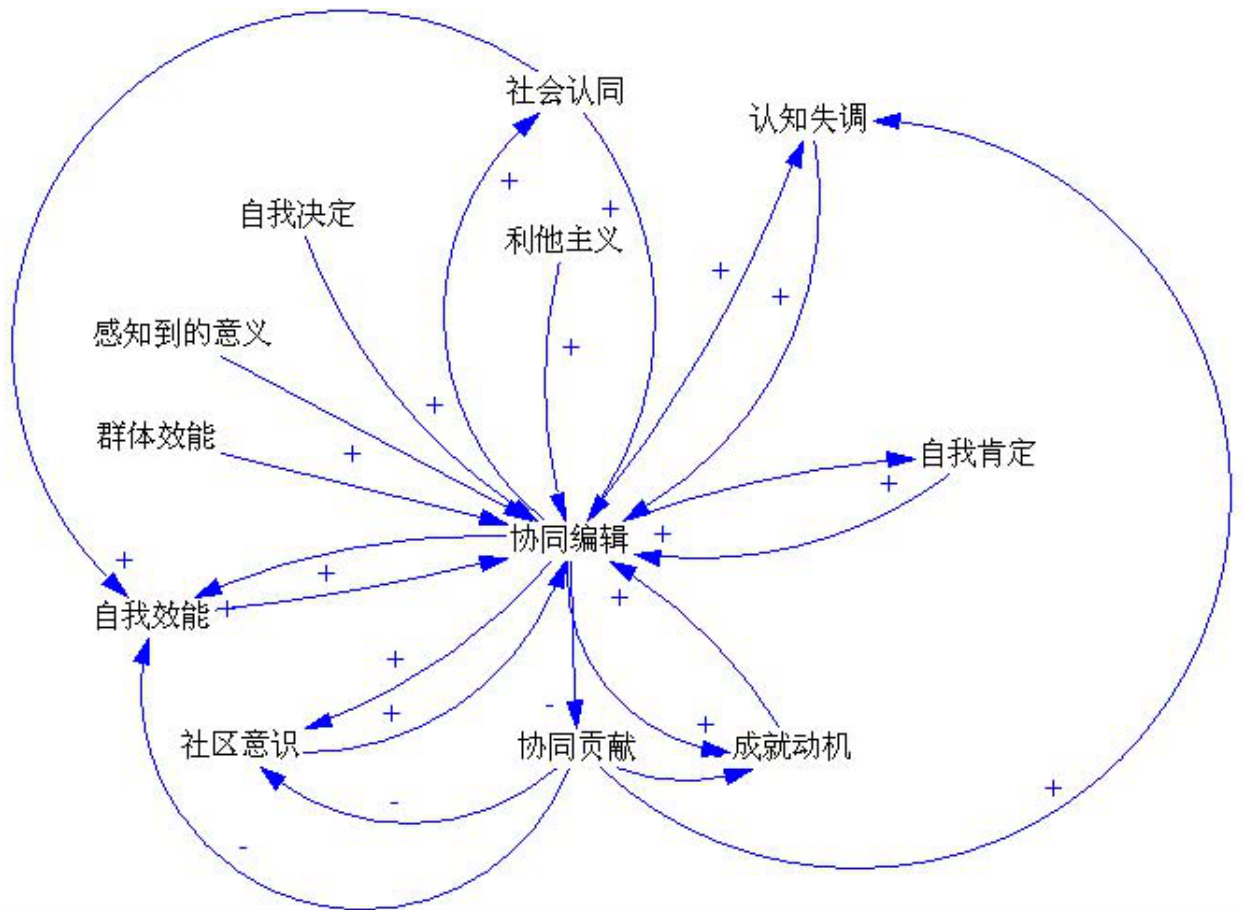 社会认同
认知失调
+
+
自我决定
利他主义
+
+
感知到的意义
+
+
群体效能
+
自我肯定
+
协同编辑
+
+
+
+
自我效能
+
+
+
-
+
社区意识
协同贡献
成就动机
+
-
-